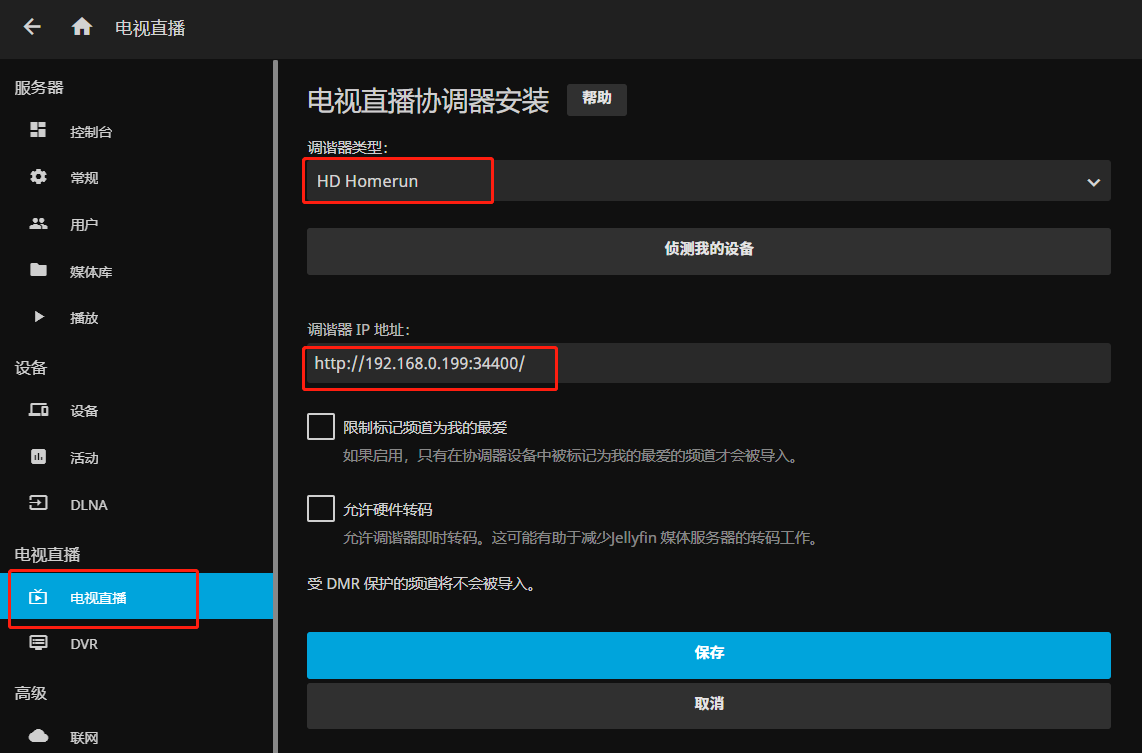 电视直播
服务器
控制台
常规
用户
媒体库
播放
设备
设备
活动
DLNA
电视直播
电视直播
DVR
高级
联网
电视直播协调器安装
帮助
调谐器类型：
HD Homerun
侦测我的设备
调谐器 IP 地址：
http://192.168.0.199:34400/
限制标记频道为我的最爱
如果启用，只有在协调器设备中被标记为我的最爱的频道才会被导入。
允许硬件转码
允许调谐器即时转码。这可能有助于减少Jellyfin 媒体服务器的转码工作。
受 DMR 保护的频道将不会被导入。
保存
取消